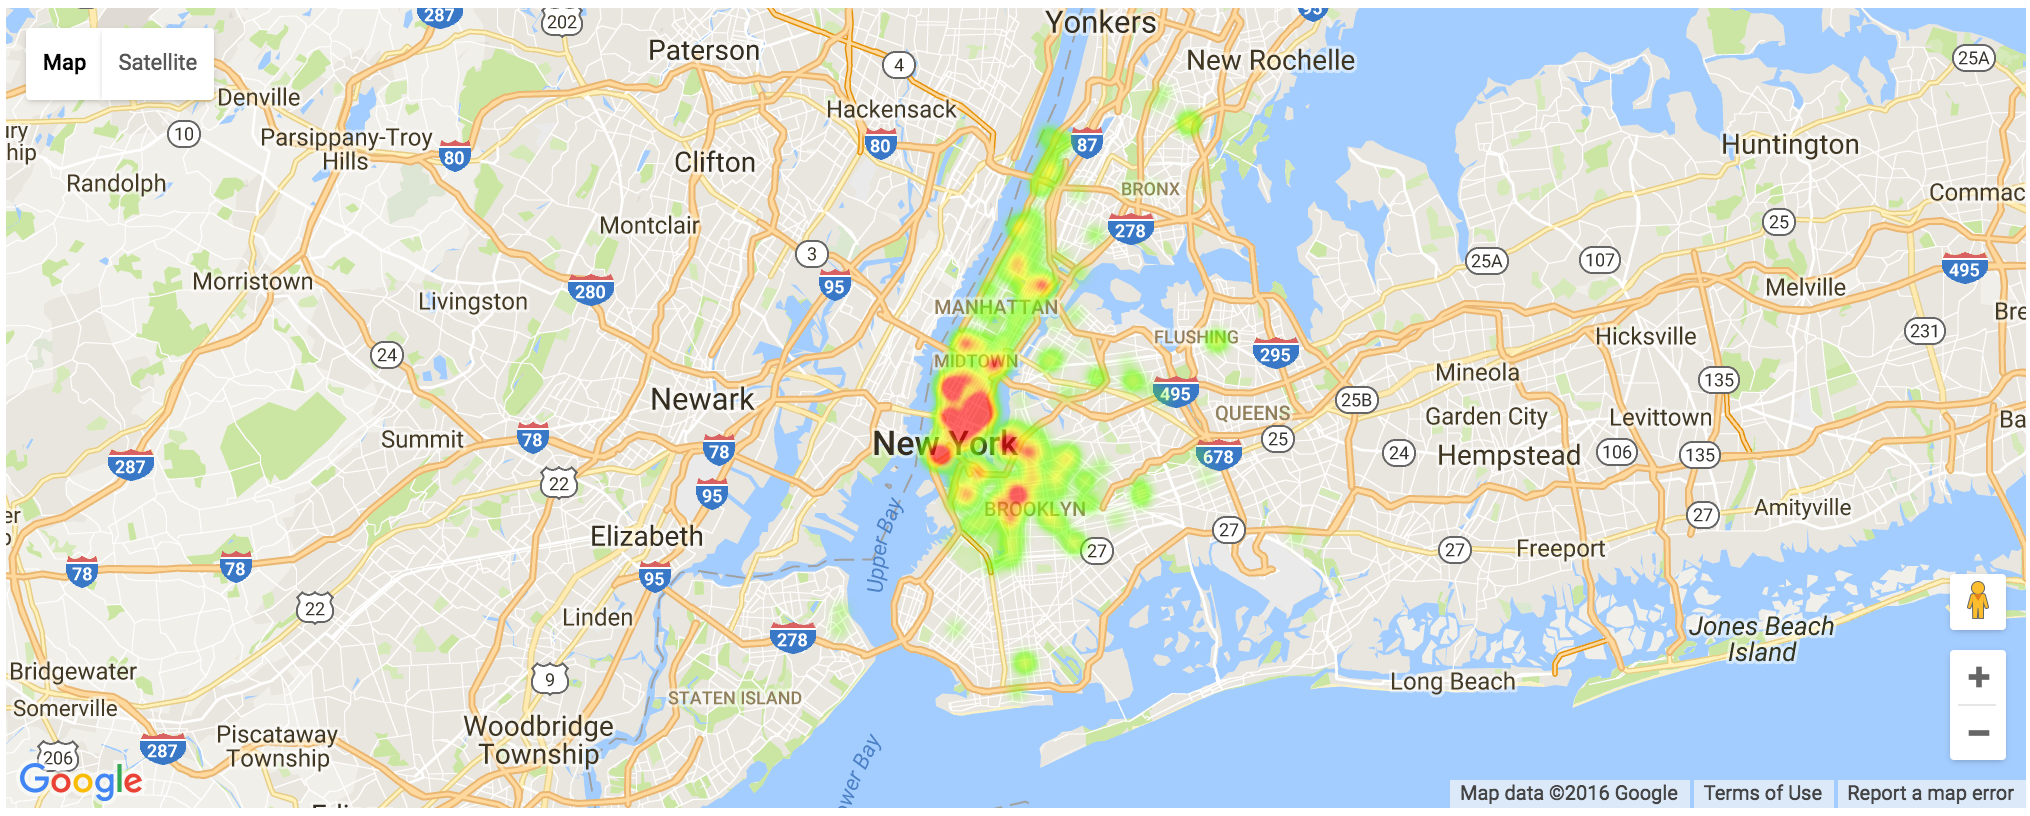 Map
Satellite
287
202
95
Yonkers
Paterson
4
New Rochelle
25A
Denville
Hackensack
10
Parsippany-Troy
Hills
80
80
87
Huntington
Clifton
Randolph
BRONX
Commac
Montclair
278
25
3
25A
107
495
Morristown
280
95
Livingston
MANHATTAN
Melville
Bre
FLUSHING
Hicksville
231
24
MIDTOWN
295
Mineola
135
Newark
495
25B
QUEENS
Garden City
Levittown
Ba
Summit
78
78
New York
25
24
Hempstead
106
135
287
678
22
95
BROOKLYN
Amityville
27
27
27
27
Freeport
Elizabeth
Upper Bay
78
78
95
22
Linden
278
Jones Beach
Island
Bridgewater
9
STATEN ISLAND
Long Beach
Somerville
Woodbridge
Township
Piscataway
Township
287
206
Google
Map data ©2016 Google
Terms of Use
Report a map error